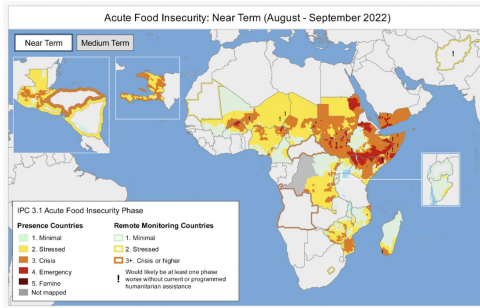 Acute Food Insecurity: Near Term (August - September 2022)
Near Term
Medium Term
!
IPC 3.1 Acute Food Insecurity Phase
Presence Countries
1. Minimal
2. Stressed
3. Crisis
4. Emergency
5. Famine
Not mapped
Remote Monitoring Countries
1. Minimal
2. Stressed
3+. Crisis or higher
! Would likely be at least one phase
worse without current or programmed
humanitarian assistance